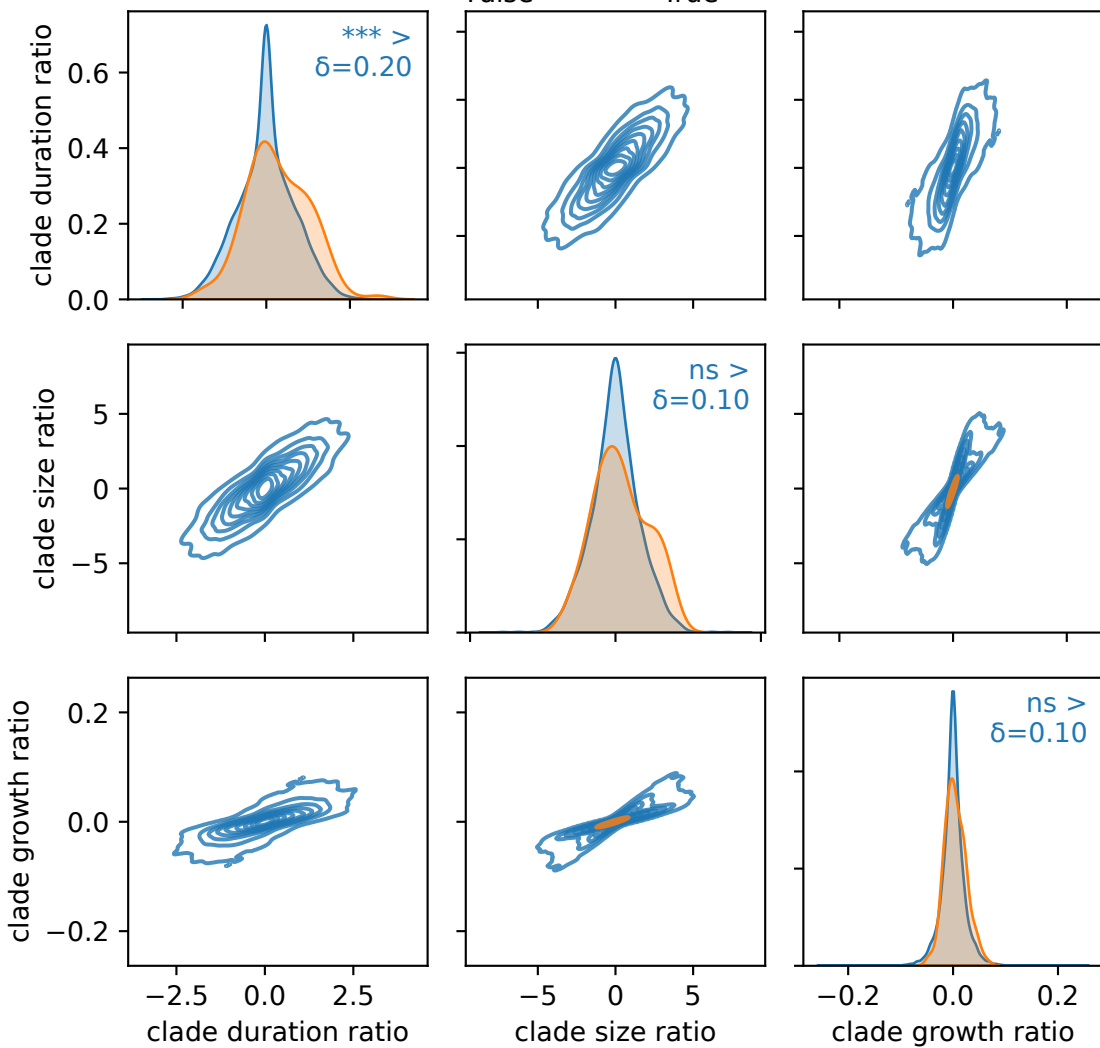 clade duration ratio
0.6
0.4
0.2
0.0
*** >
δ=0.20
clade size ratio
5
0
−5
ns >
δ=0.10
clade growth ratio
0.2
0.0
−0.2
ns >
δ=0.10
−2.5 0.0 2.5
−5 0 5
−0.2 0.0 0.2
clade duration ratio
clade size ratio
clade growth ratio